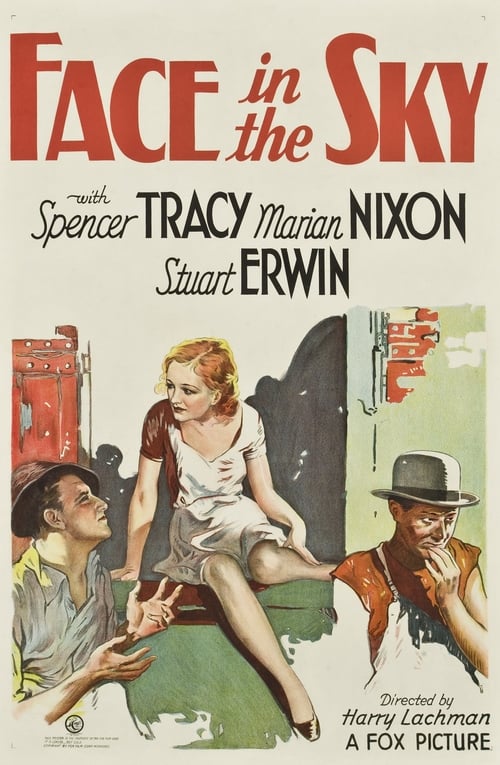 FACE in the SKY
with
Spencer TRACY Marian NIXON
Stuart ERWIN
Directed by
Harry Lachman
A FOX PICTURE